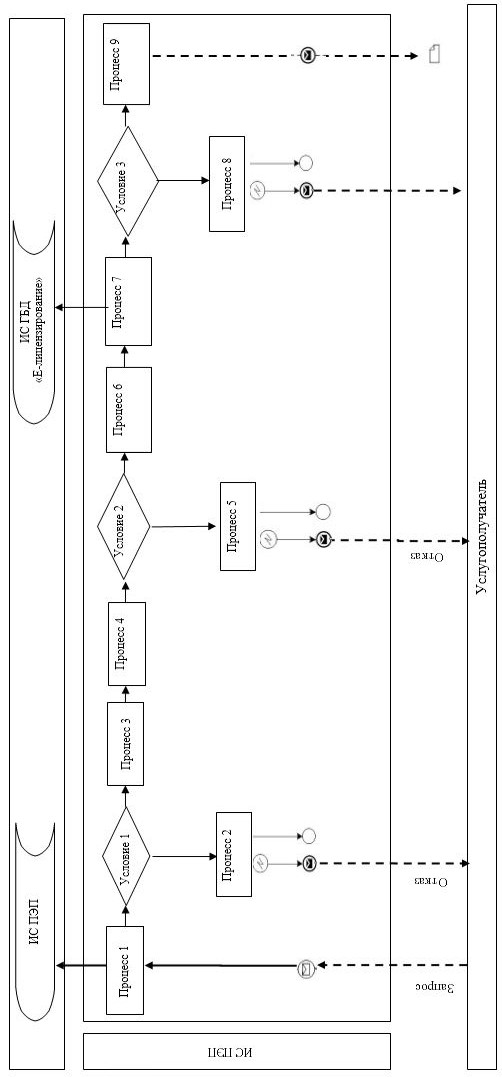 ИС ПЭП
ИС ГБД
«Е-лицензирование»
ИС ПЭП
Процесс 1
Условие 1
Процесс 3
Процесс 4
Условие 2
Процесс 6
Процесс 7
Условие 3
Процесс 9
Процесс 2
Процесс 5
Процесс 8
Запрос
Отказ
Отказ
Услугополучатель